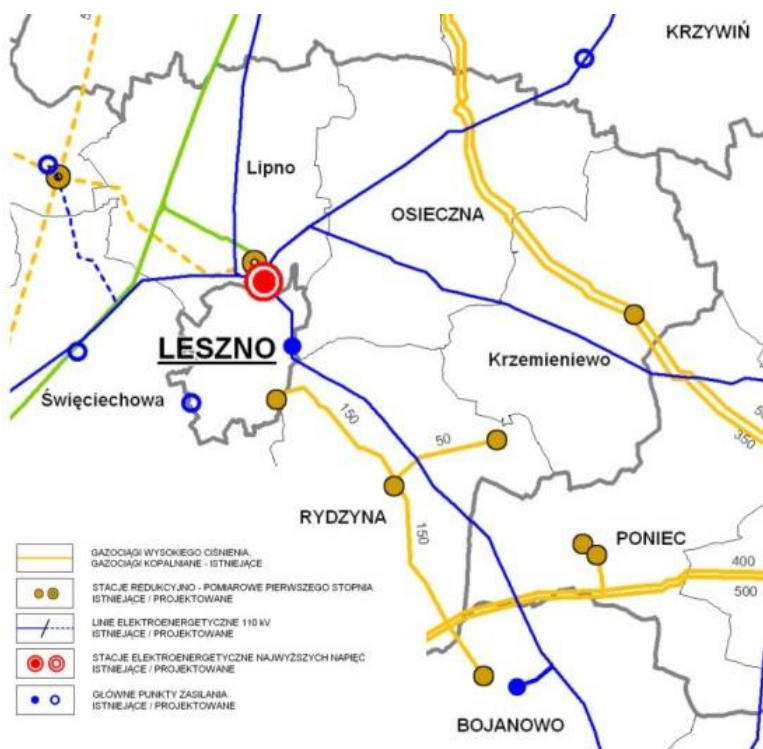 KRZYWIŃ
Lipno
OSIECZNA
LESZNO
Krzemieniewo
Święciechowa
150
50
350
RYDZYNA
150
PONIEC
400
500
BOJANOWO
GAZOCIĄGI WYSOKIEGO CIŚNIENIA,
GAZOCIĄGI KOPALNIANE - ISTNIEJĄCE
STACJE REDUKCYJNO - POMIAROWE PIERWSZEGO STOPNIA
ISTNIEJĄCE / PROJEKTOWANE
LINIE ELEKTROENERGETYCZNE 110 kV
ISTNIEJĄCE / PROJEKTOWANE
STACJE ELEKTROENERGETYCZNE NAJWYŻSZYCH NAPIĘĆ
ISTNIEJĄCE / PROJEKTOWANE
GŁÓWNE PUNKTY ZASILANIA
ISTNIEJĄCE / PROJEKTOWANE